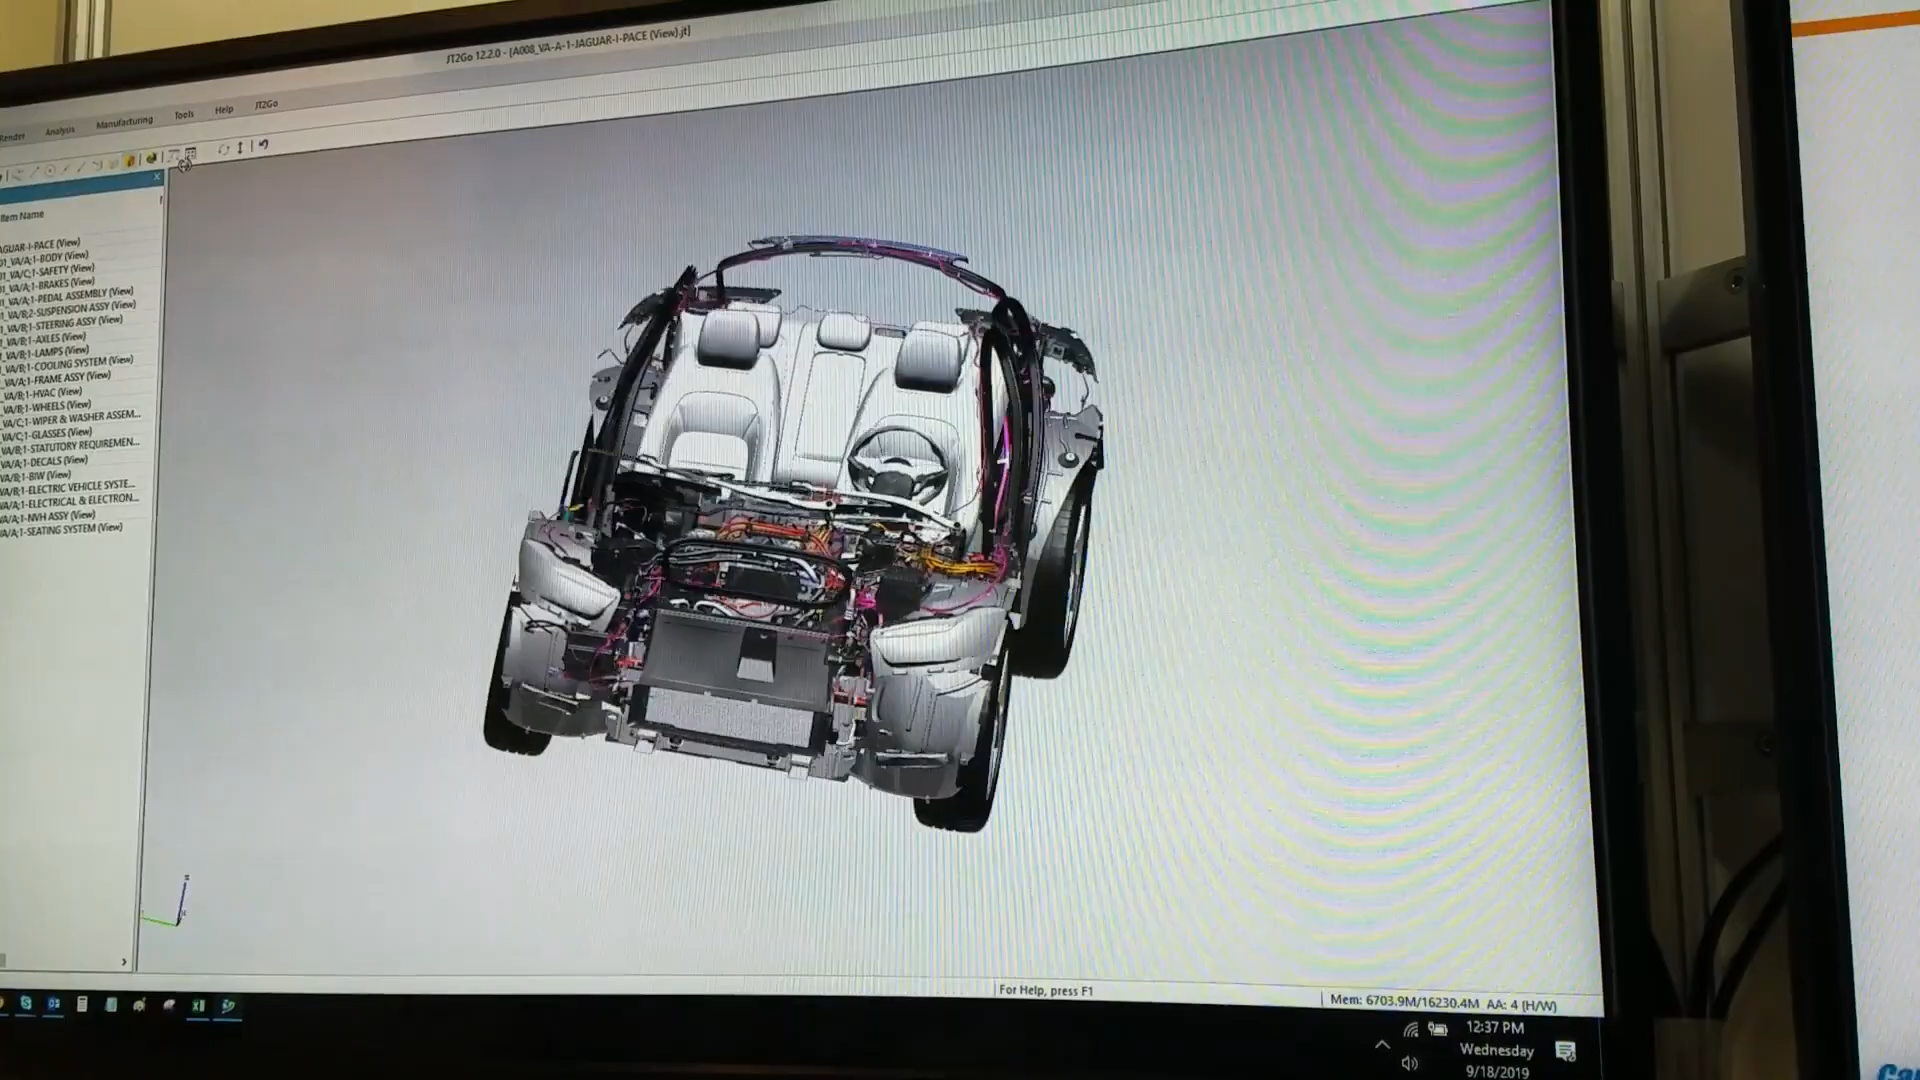 JT2Go 12.2.0 - [A008_VA-A-1-JAGUAR-I-PACE (View).jt]
Render Analysis Manufacturing Tools Help JT2Go
Item Name
JAGUAR-I-PACE (View)
01_VA/A;1-BODY (View)
01_VA/C;1-SAFETY (View)
01_VA/A;1-BRAKES (View)
01_VA/A;1-PEDAL ASSEMBLY (View)
01_VA/B;2-SUSPENSION ASSY (View)
_VA/B;1-STEERING ASSY (View)
_VA/B;1-AXLES (View)
_VA/B;1-LAMPS (View)
_VA/B;1-COOLING SYSTEM (View)
_VA/A;1-FRAME ASSY (View)
_VA/B;1-HVAC (View)
_VA/B;1-WHEELS (View)
_VA/C;1-WIPER & WASHER ASSEM...
VA/C;1-GLASSES (View)
VA/B;1-STATUTORY REQUIREMEN...
VA/A;1-DECALS (View)
VA/B;1-BIW (View)
VA/B;1-ELECTRIC VEHICLE SYSTE...
VA/A;1-ELECTRICAL & ELECTRON...
VA/A;1-NVH ASSY (View)
VA/A;1-SEATING SYSTEM (View)
For Help, press F1
Mem: 6703.9M/16230.4M AA: 4 (H/W)
12:37 PM
Wednesday
9/18/2019